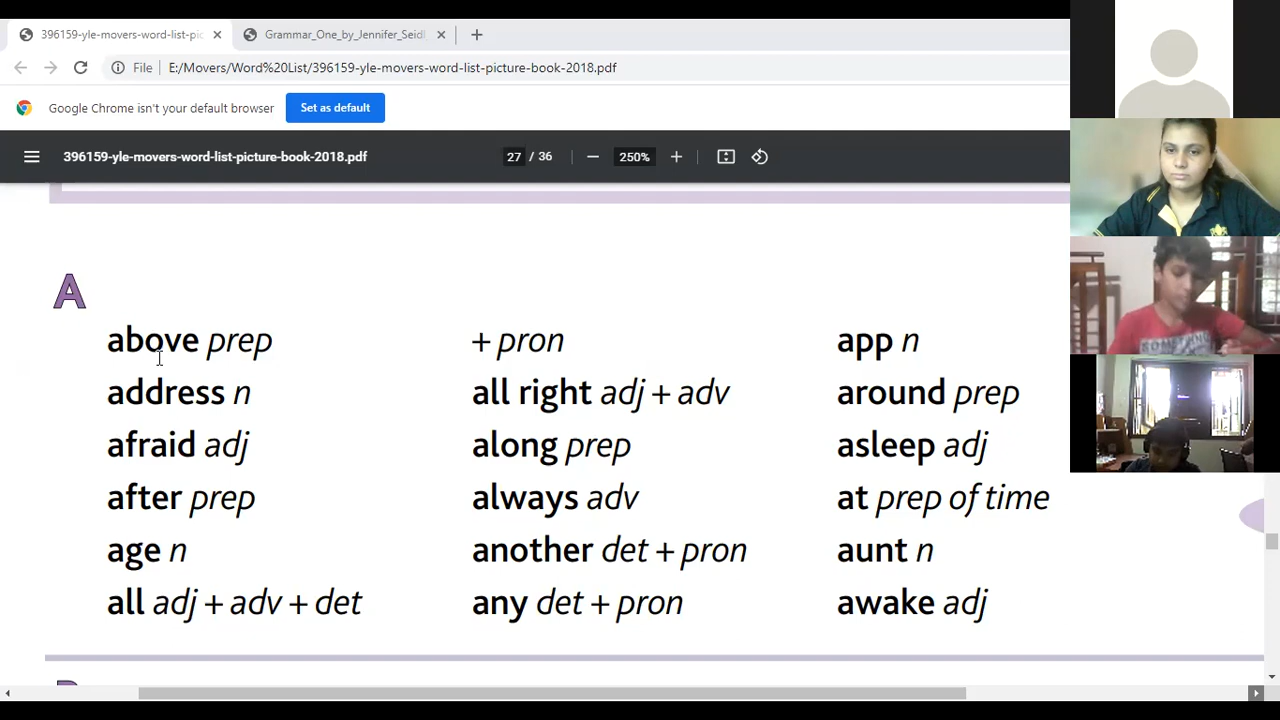 396159-yle-movers-word-list-pic
Grammar_One_by_Jennifer_Seidl
File E:/Movers/Word%20List/396159-yle-movers-word-list-picture-book-2018.pdf
Google Chrome isn't your default browser
Set as default
396159-yle-movers-word-list-picture-book-2018.pdf
27 / 36
250%
A
above prep
address n
afraid adj
after prep
age n
all adj + adv + det
+ pron
all right adj + adv
along prep
always adv
another det + pron
any det + pron
app n
around prep
asleep adj
at prep of time
aunt n
awake adj